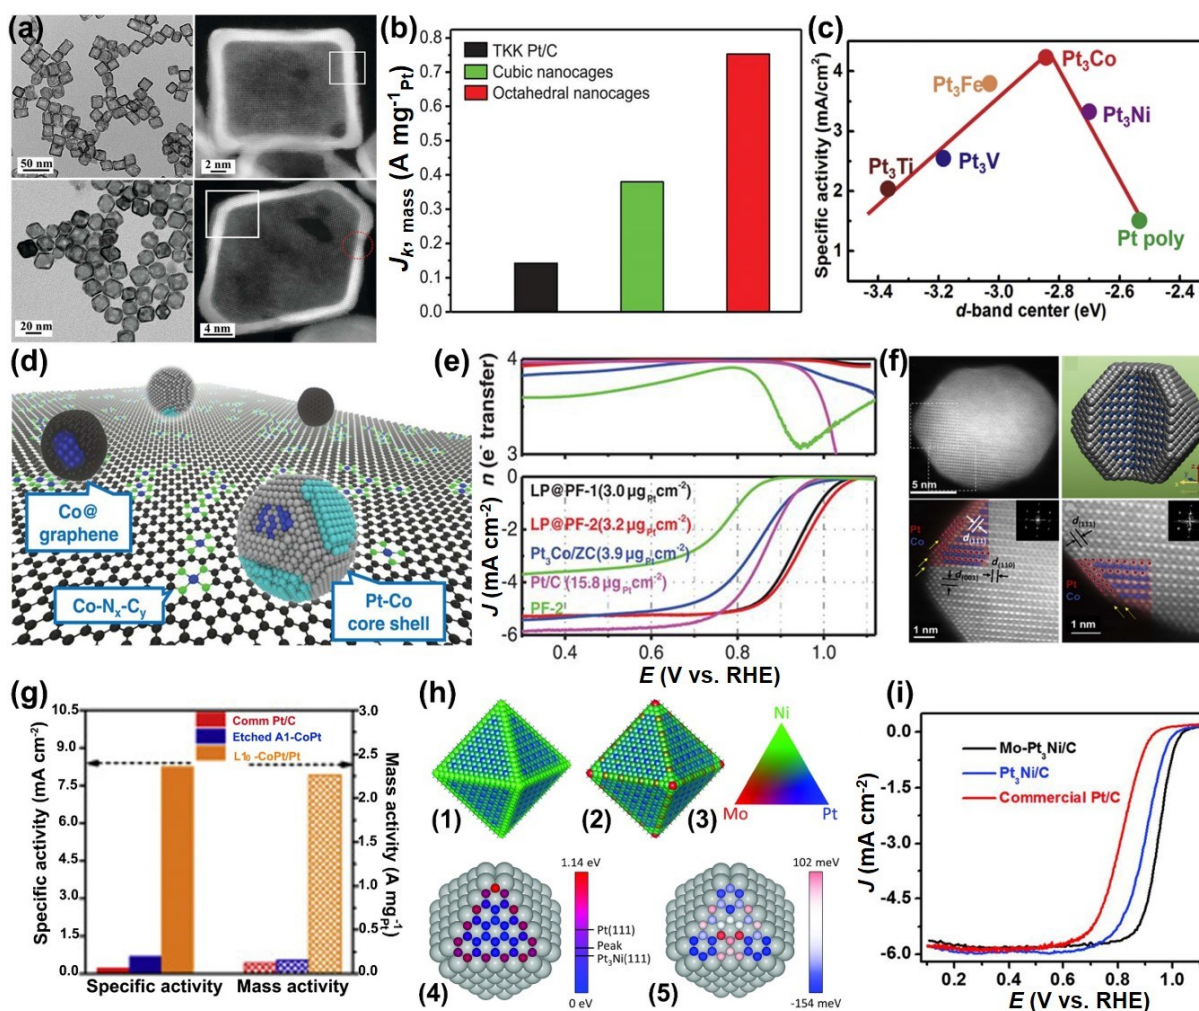 (a)
50 nm
2 nm
20 nm
4 nm
(b)
J_k, mass (A mg⁻¹_Pt)
0.8
0.7
0.6
0.5
0.4
0.3
0.2
0.1
0.0
TKK Pt/C
Cubic nanocages
Octahedral nanocages
(c)
Specific activity (mA/cm²)
4
3
2
1
Pt₃Co
Pt₃Fe
Pt₃Ni
Pt₃V
Pt₃Ti
Pt poly
-3.4 -3.2 -3.0 -2.8 -2.6
d-band center (eV)
(d)
Co@
graphene
Co-Nₓ-C_y
Pt-Co
core shell
(e)
n (e⁻ transfer)
4
3
J (mA cm⁻²)
0
-2
-4
-6
LP@PF-1(3.0 μg_Pt cm⁻²)
LP@PF-2(3.2 μg_Pt cm⁻²)
Pt₃Co/ZC(3.9 μg_Pt cm⁻²)
Pt/C (15.8 μg_Pt cm⁻²)
PF-2
0.4 0.6 0.8 1.0
E (V vs. RHE)
(f)
5 nm
Pt
Co
d(111)
d(110)
d(001)
1 nm
d(111)
Pt
Co
1 nm
(g)
Specific activity (mA cm⁻²)
10.5
9.0
7.5
6.0
4.5
3.0
1.5
0.0
Comm Pt/C
Etched A1-CoPt
L1₀-CoPt/Pt
3.0
2.5
2.0
1.5
1.0
0.5
0.0
Mass activity (A mg⁻¹_Pt)
Specific activity Mass activity
(h)
(1)
(2)
(3)
Ni
Mo
Pt
(4)
1.14 eV
Pt(111)
Peak
Pt₃Ni(111)
0 eV
(5)
102 meV
-154 meV
(i)
J (mA cm⁻²)
0.0
-1.5
-3.0
-4.5
-6.0
Mo-Pt₃Ni/C
Pt₃Ni/C
Commercial Pt/C
0.2 0.4 0.6 0.8 1.0
E (V vs. RHE)